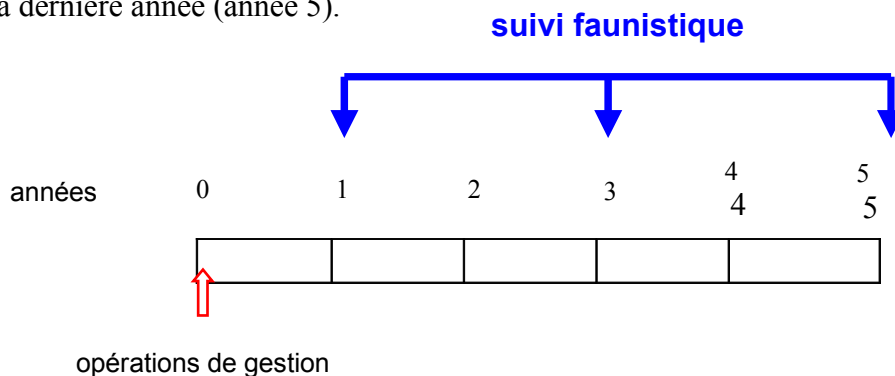 a dernière année (année 5).
suivi faunistique
années 0 1 2 3 4 5
4 5
opérations de gestion